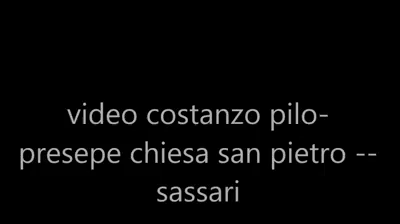 video costanzo pilo-
presepe chiesa san pietro --
sassari